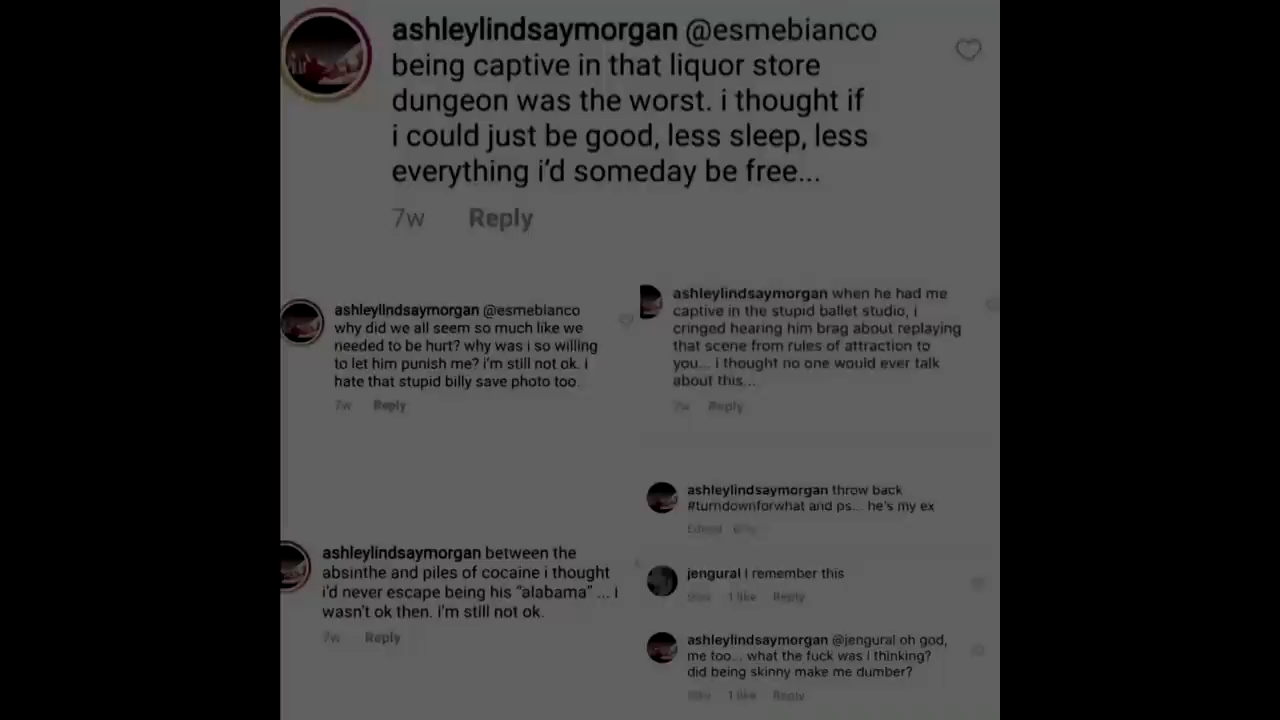 ashleylindsaymorgan @esmebianco
being captive in that liquor store
dungeon was the worst. i thought if
i could just be good, less sleep, less
everything i'd someday be free...
7w Reply
ashleylindsaymorgan @esmebianco
why did we all seem so much like we
needed to be hurt? why was i so willing
to let him punish me? i'm still not ok. i
hate that stupid billy save photo too.
7w Reply
ashleylindsaymorgan when he had me
captive in the stupid ballet studio, i
cringed hearing him brag about replaying
that scene from rules of attraction to
you... i thought no one would ever talk
about this...
7w Reply
ashleylindsaymorgan between the
absinthe and piles of cocaine i thought
i'd never escape being his "alabama" ... i
wasn't ok then. i'm still not ok.
7w Reply
ashleylindsaymorgan throw back
#turndownforwhat and ps... he's my ex
Edited
jengural I remember this
1 like Reply
ashleylindsaymorgan @jengural oh god,
me too... what the fuck was i thinking?
did being skinny make me dumber?
1 like Reply